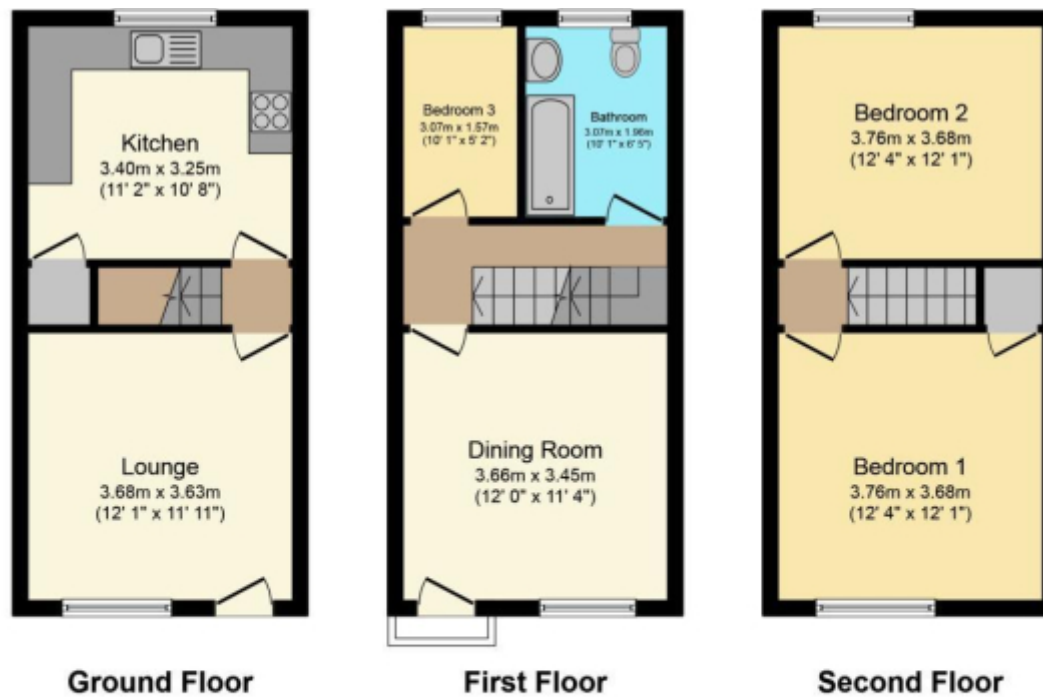 Kitchen
3.40m x 3.25m
(11' 2" x 10' 8")
Lounge
3.68m x 3.63m
(12' 1" x 11' 11")
Ground Floor
Bedroom 3
3.07m x 1.57m
(10' 1" x 5' 2")
Bathroom
3.07m x 1.96m
(10' 1" x 6' 5")
Dining Room
3.66m x 3.45m
(12' 0" x 11' 4")
First Floor
Bedroom 2
3.76m x 3.68m
(12' 4" x 12' 1")
Bedroom 1
3.76m x 3.68m
(12' 4" x 12' 1")
Second Floor